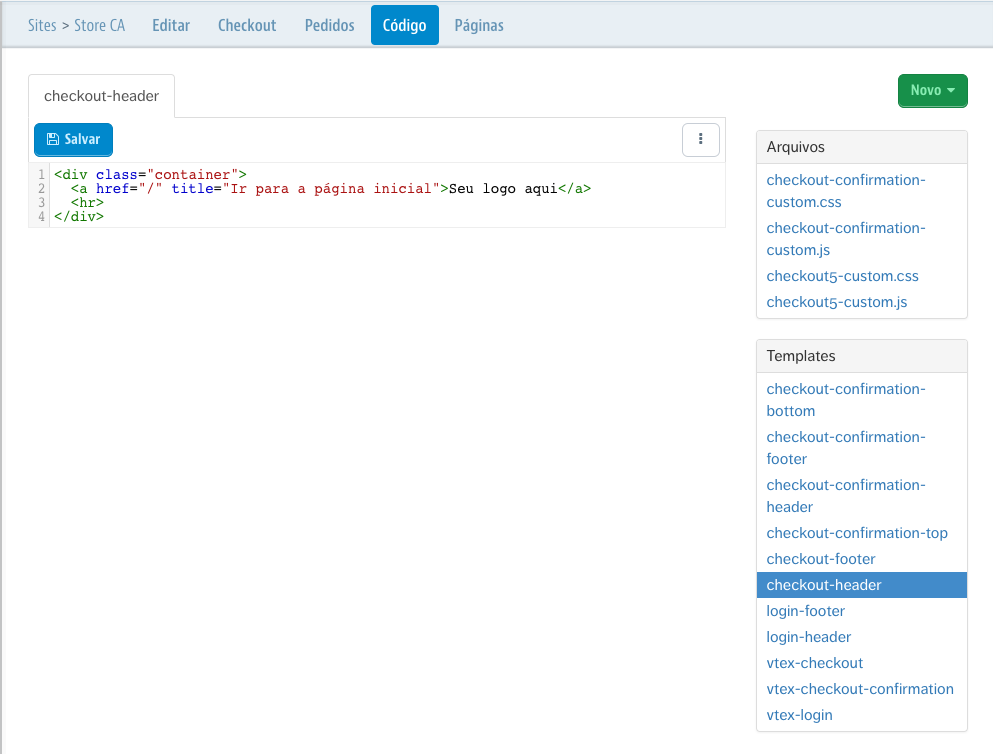 Sites > Store CA Editar Checkout Pedidos Código Páginas
checkout-header
Novo
Salvar
1 <div class="container">
2 <a href="/" title="Ir para a página inicial">Seu logo aqui</a>
3 <hr>
4 </div>
Arquivos
checkout-confirmation-
custom.css
checkout-confirmation-
custom.js
checkout5-custom.css
checkout5-custom.js
Templates
checkout-confirmation-
bottom
checkout-confirmation-
footer
checkout-confirmation-
header
checkout-confirmation-top
checkout-footer
checkout-header
login-footer
login-header
vtex-checkout
vtex-checkout-confirmation
vtex-login